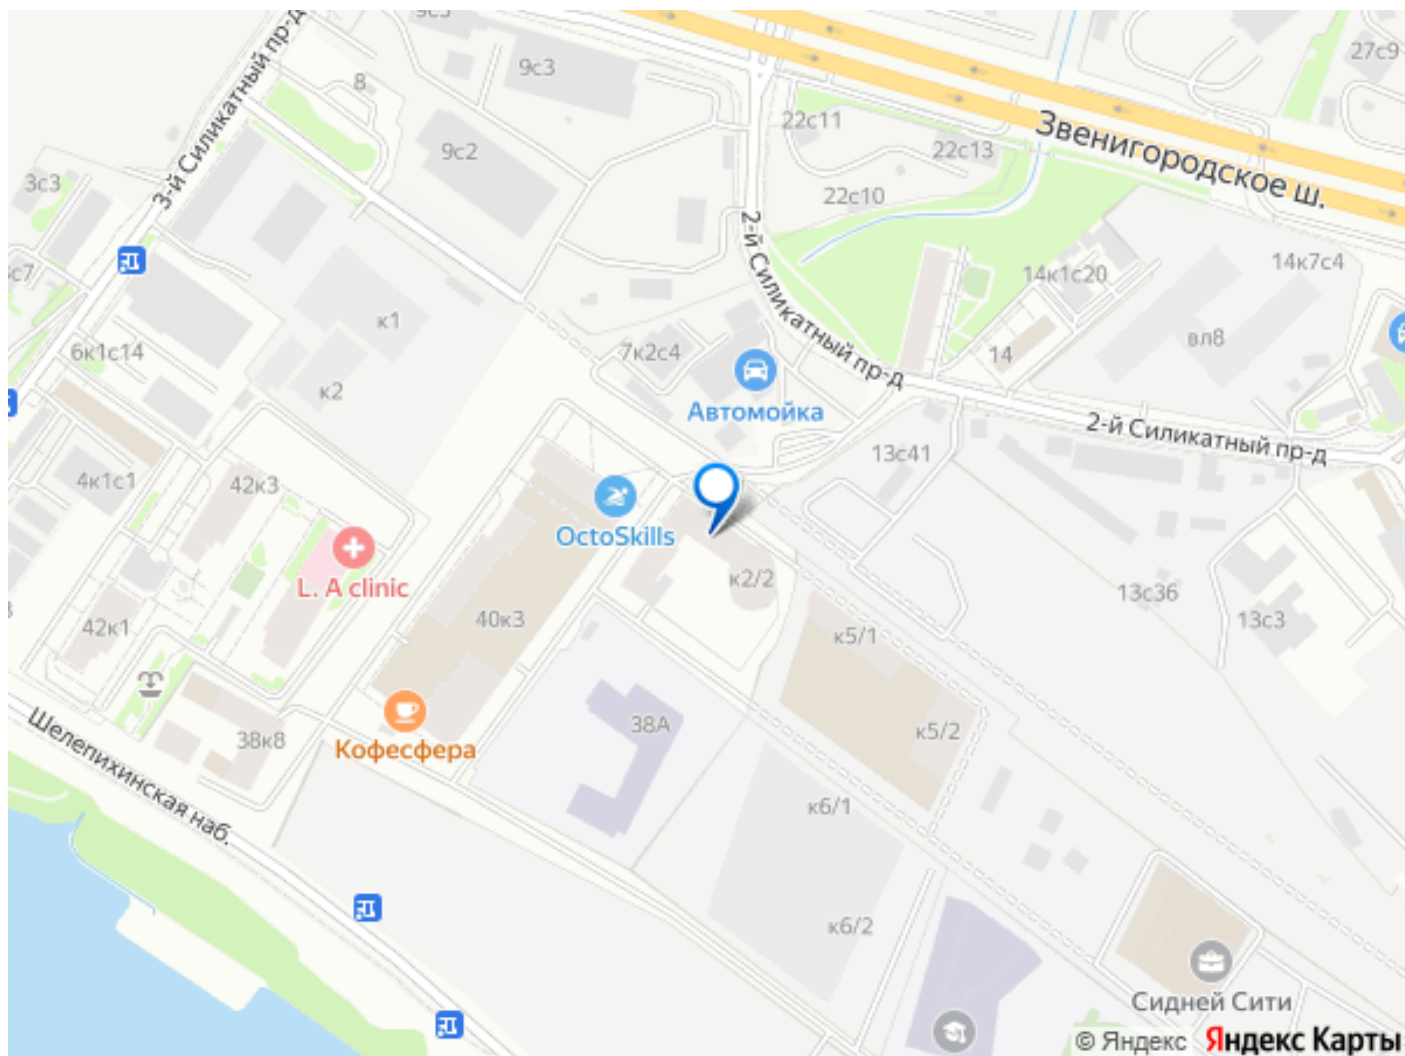 9с3
27с9
8
3-й Силикатный пр-д
22с11
Звенигородское ш.
9с2
22с13
3с3
22с10
2-й Силикатный пр-д
14к1с20
14к7с4
к1
вл8
6к1с14
7к2с4
14
к2
Автомойка
2-й Силикатный пр-д
13с41
4к1с1
42к3
OctoSkills
L. A clinic
к2/2
13с36
42к1
40к3
к5/1
13с3
38А
к5/2
38к8
Кофесфера
Шелепихинская наб.
к6/1
к6/2
Сидней Сити
© Яндекс Яндекс Карты